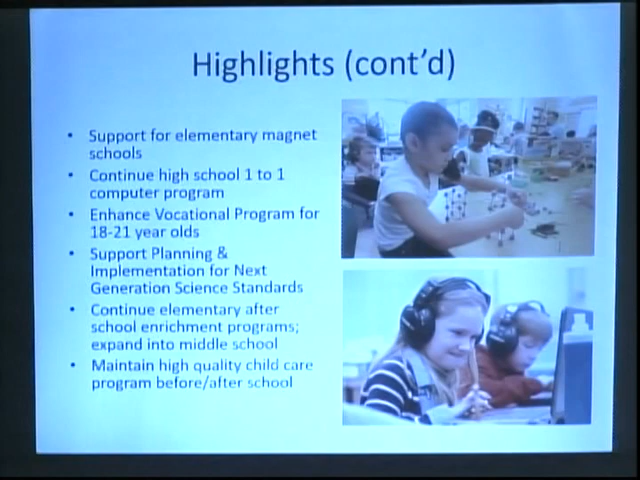 Highlights (cont'd)
• Support for elementary magnet
schools
• Continue high school 1 to 1
computer program
• Enhance Vocational Program for
18-21 year olds
• Support Planning &
Implementation for Next
Generation Science Standards
• Continue elementary after
school enrichment programs;
expand into middle school
• Maintain high quality child care
program before/after school